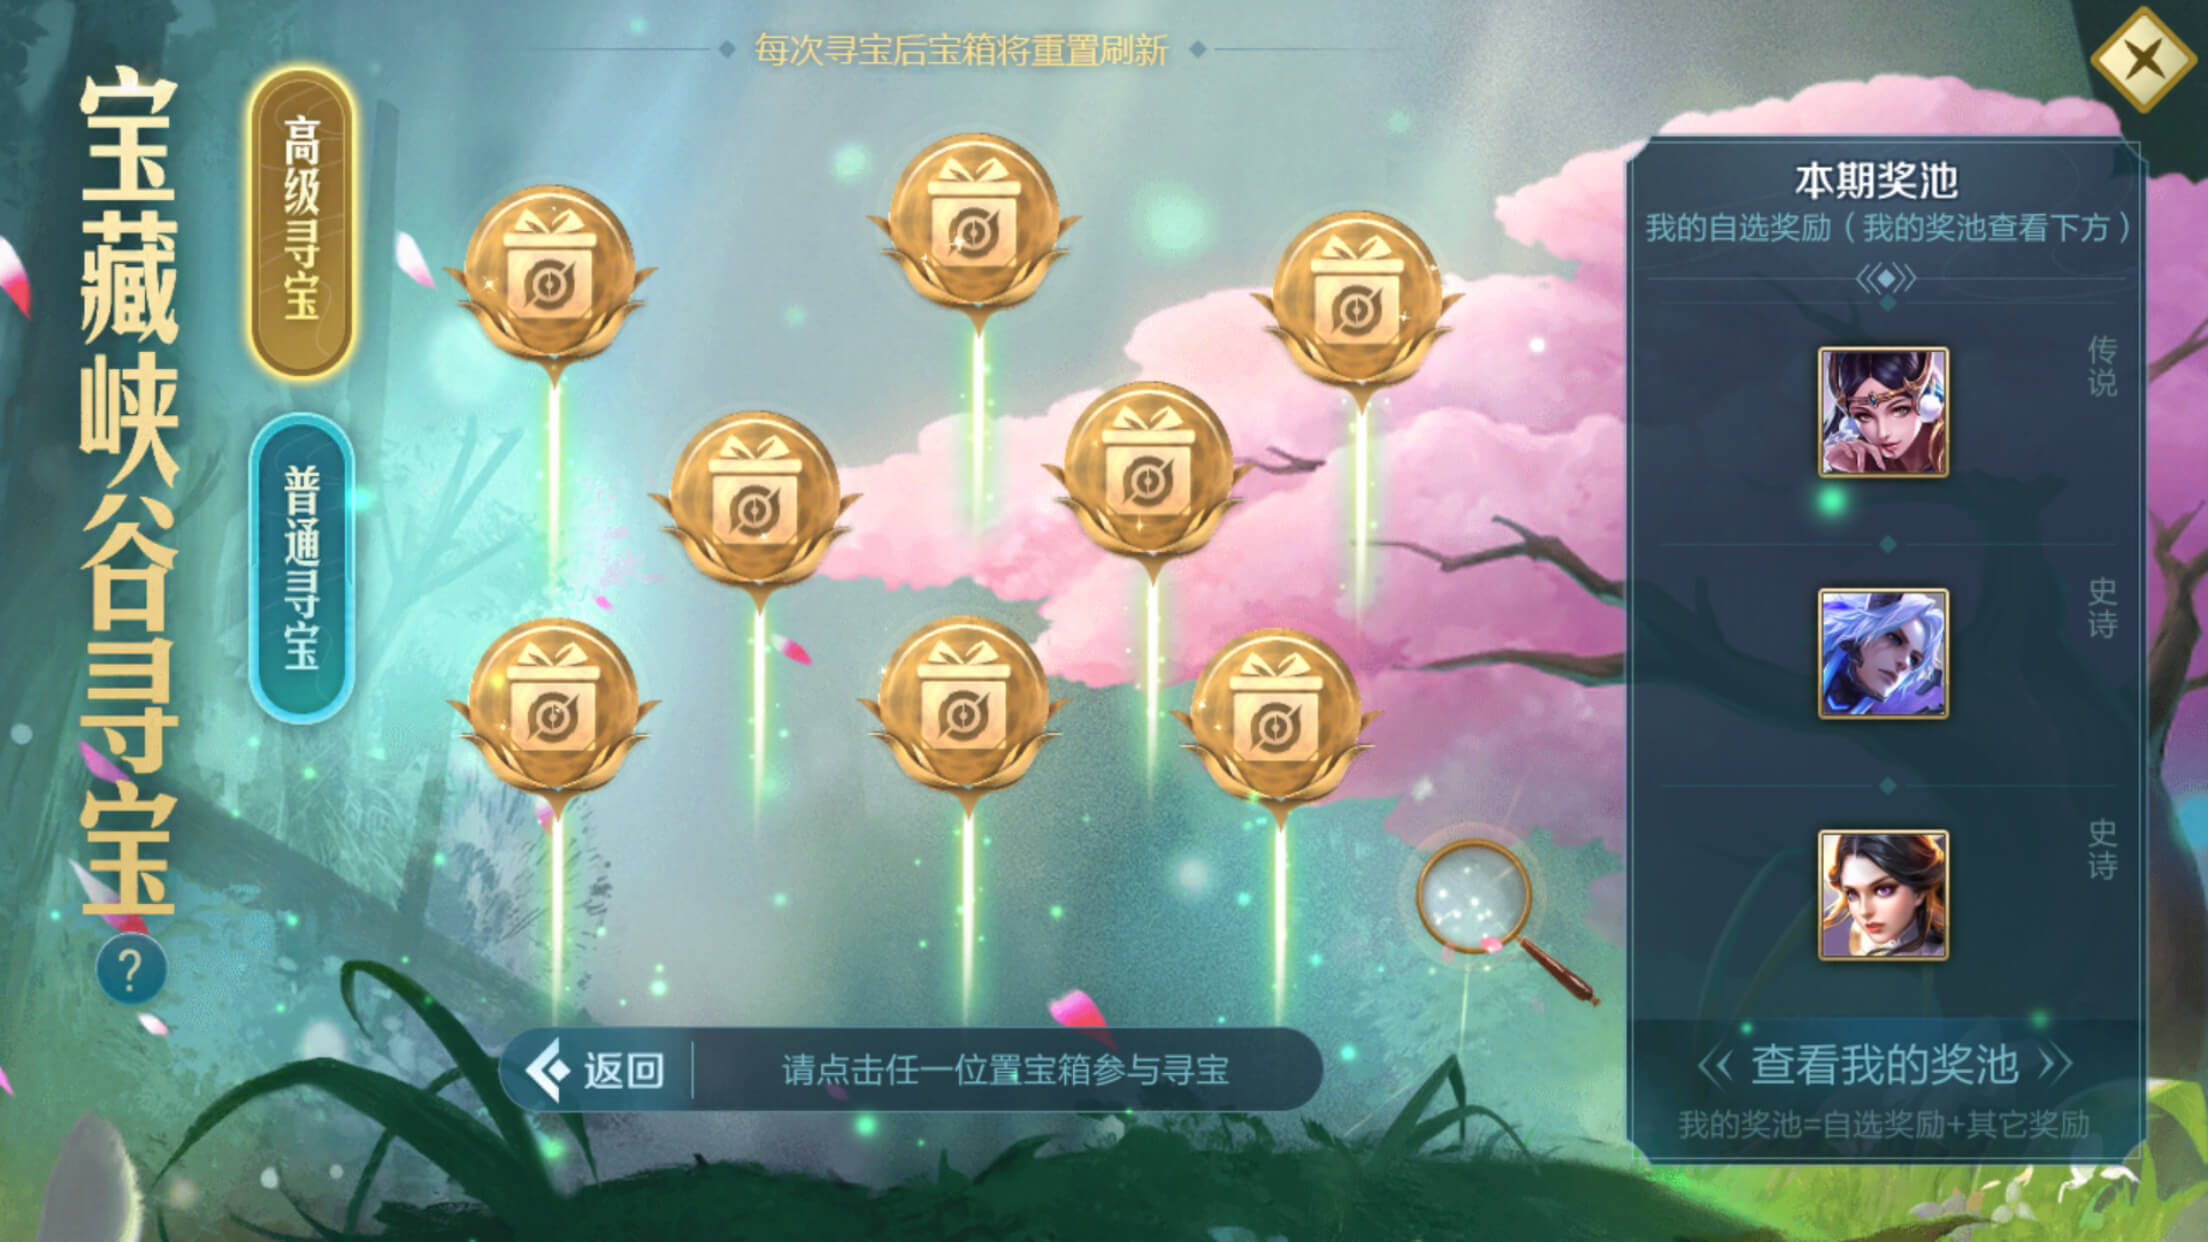 每次寻宝后宝箱将重置刷新
宝藏峡谷寻宝
高级寻宝
普通寻宝
?
本期奖池
我的自选奖励（我的奖池查看下方）
传说
史诗
史诗
查看我的奖池
我的奖池=自选奖励+其它奖励
返回
请点击任一位置宝箱参与寻宝